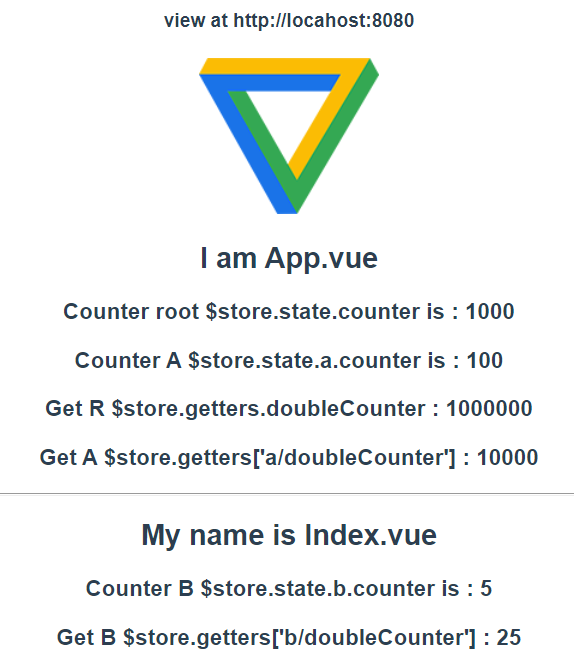 view at http://locahost:8080
I am App.vue
Counter root $store.state.counter is : 1000
Counter A $store.state.a.counter is : 100
Get R $store.getters.doubleCounter : 1000000
Get A $store.getters['a/doubleCounter'] : 10000
My name is Index.vue
Counter B $store.state.b.counter is : 5
Get B $store.getters['b/doubleCounter'] : 25